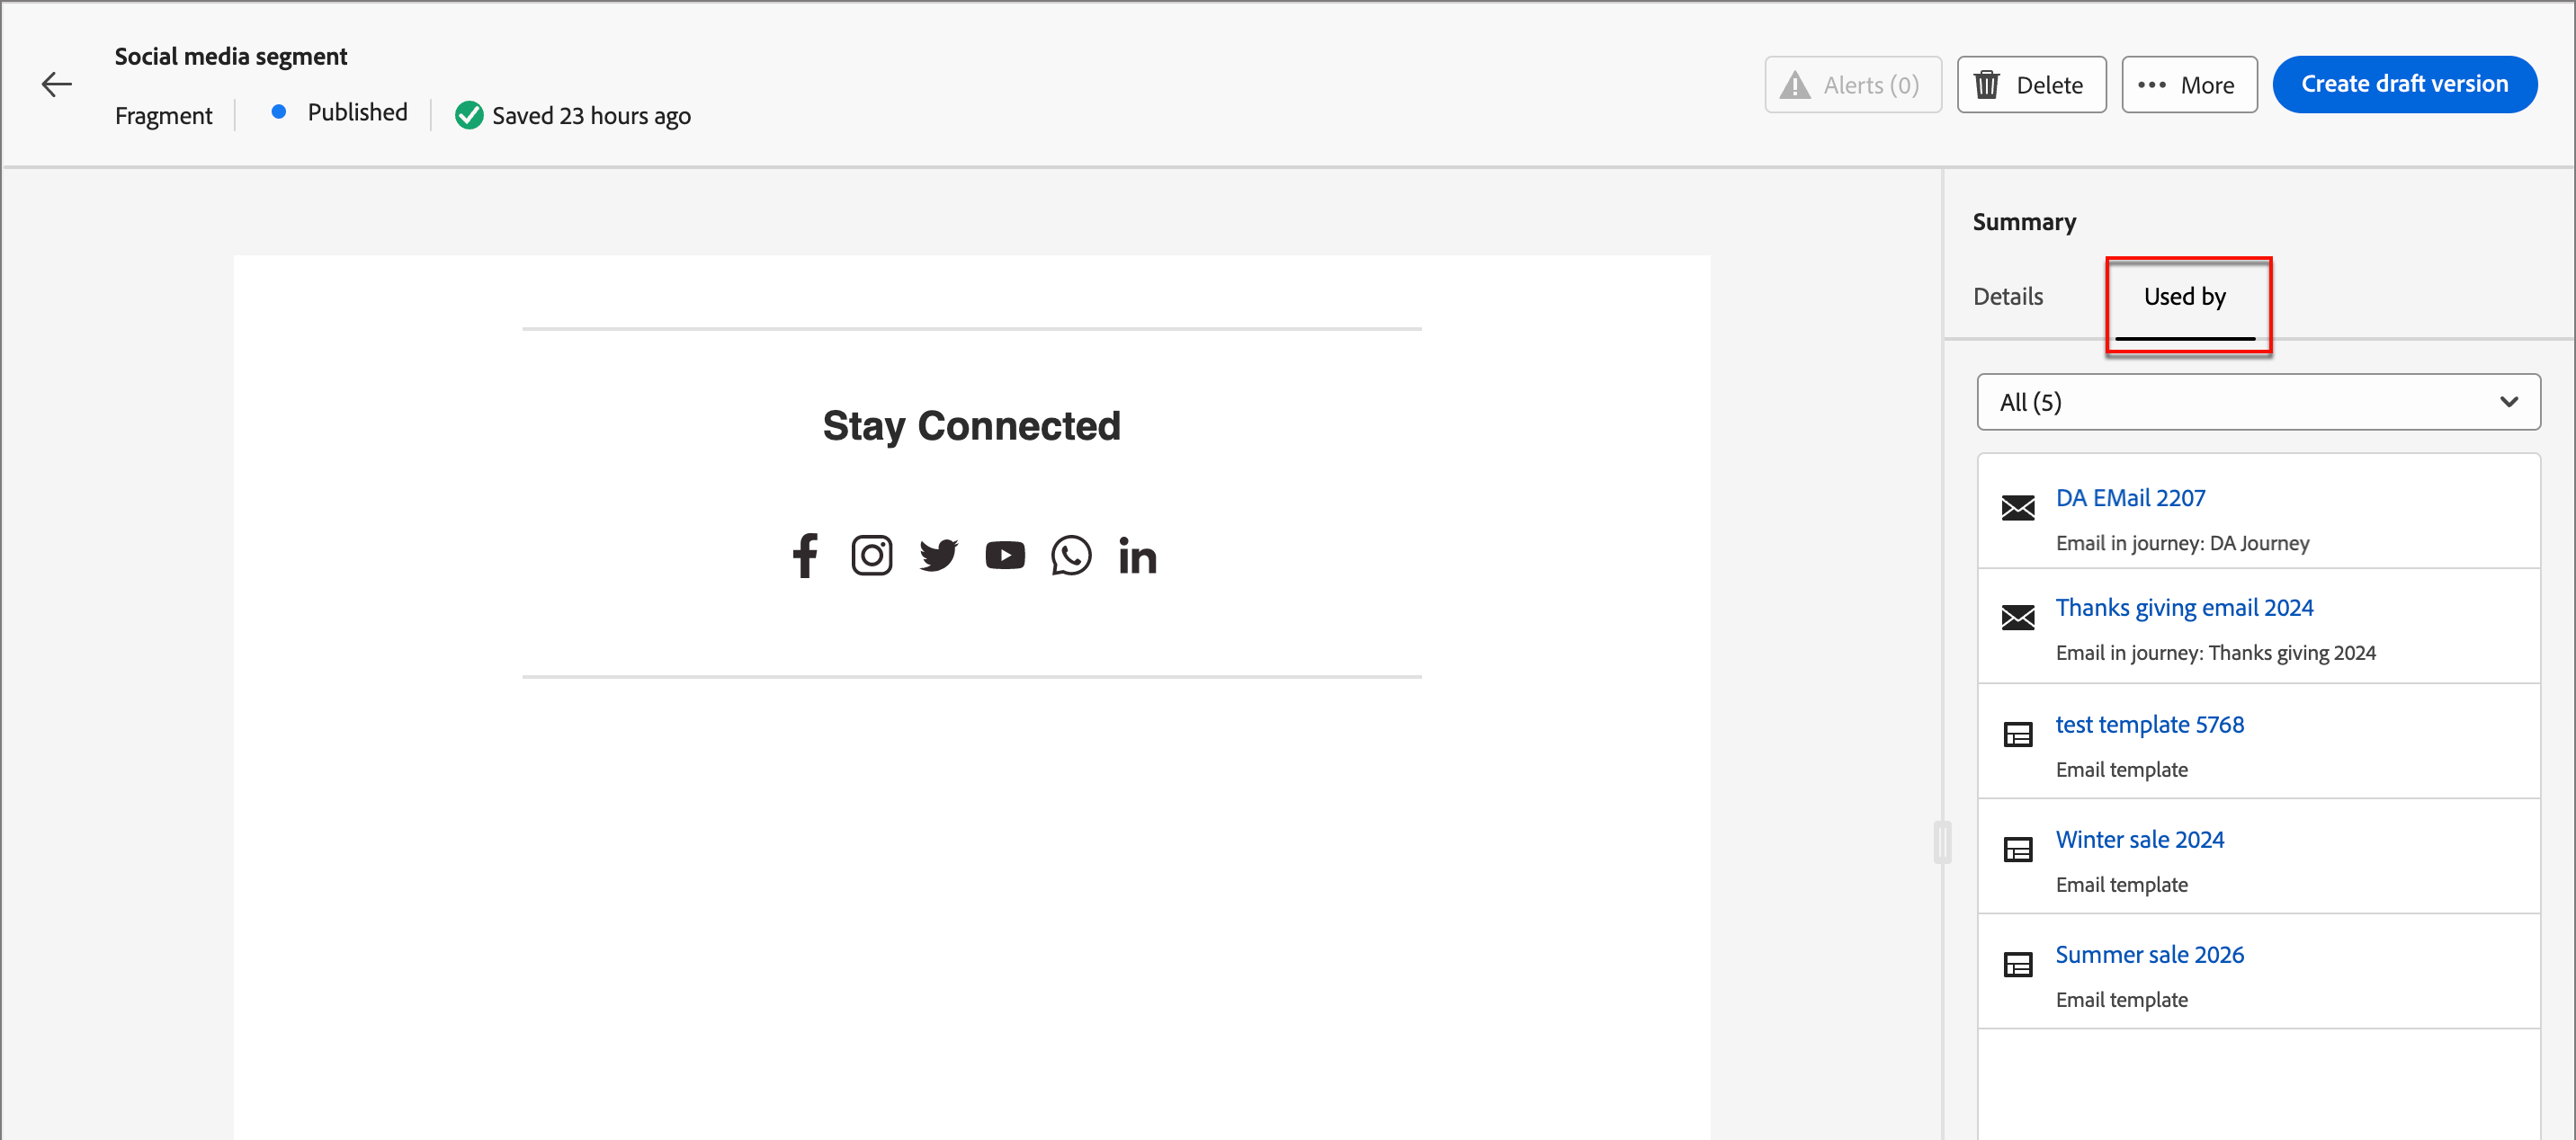 Social media segment
Fragment
Published
Saved 23 hours ago
Alerts (0)
Delete
More
Create draft version
Stay Connected
Summary
Details
Used by
All (5)
DA EMail 2207
Email in journey: DA Journey
Thanks giving email 2024
Email in journey: Thanks giving 2024
test template 5768
Email template
Winter sale 2024
Email template
Summer sale 2026
Email template